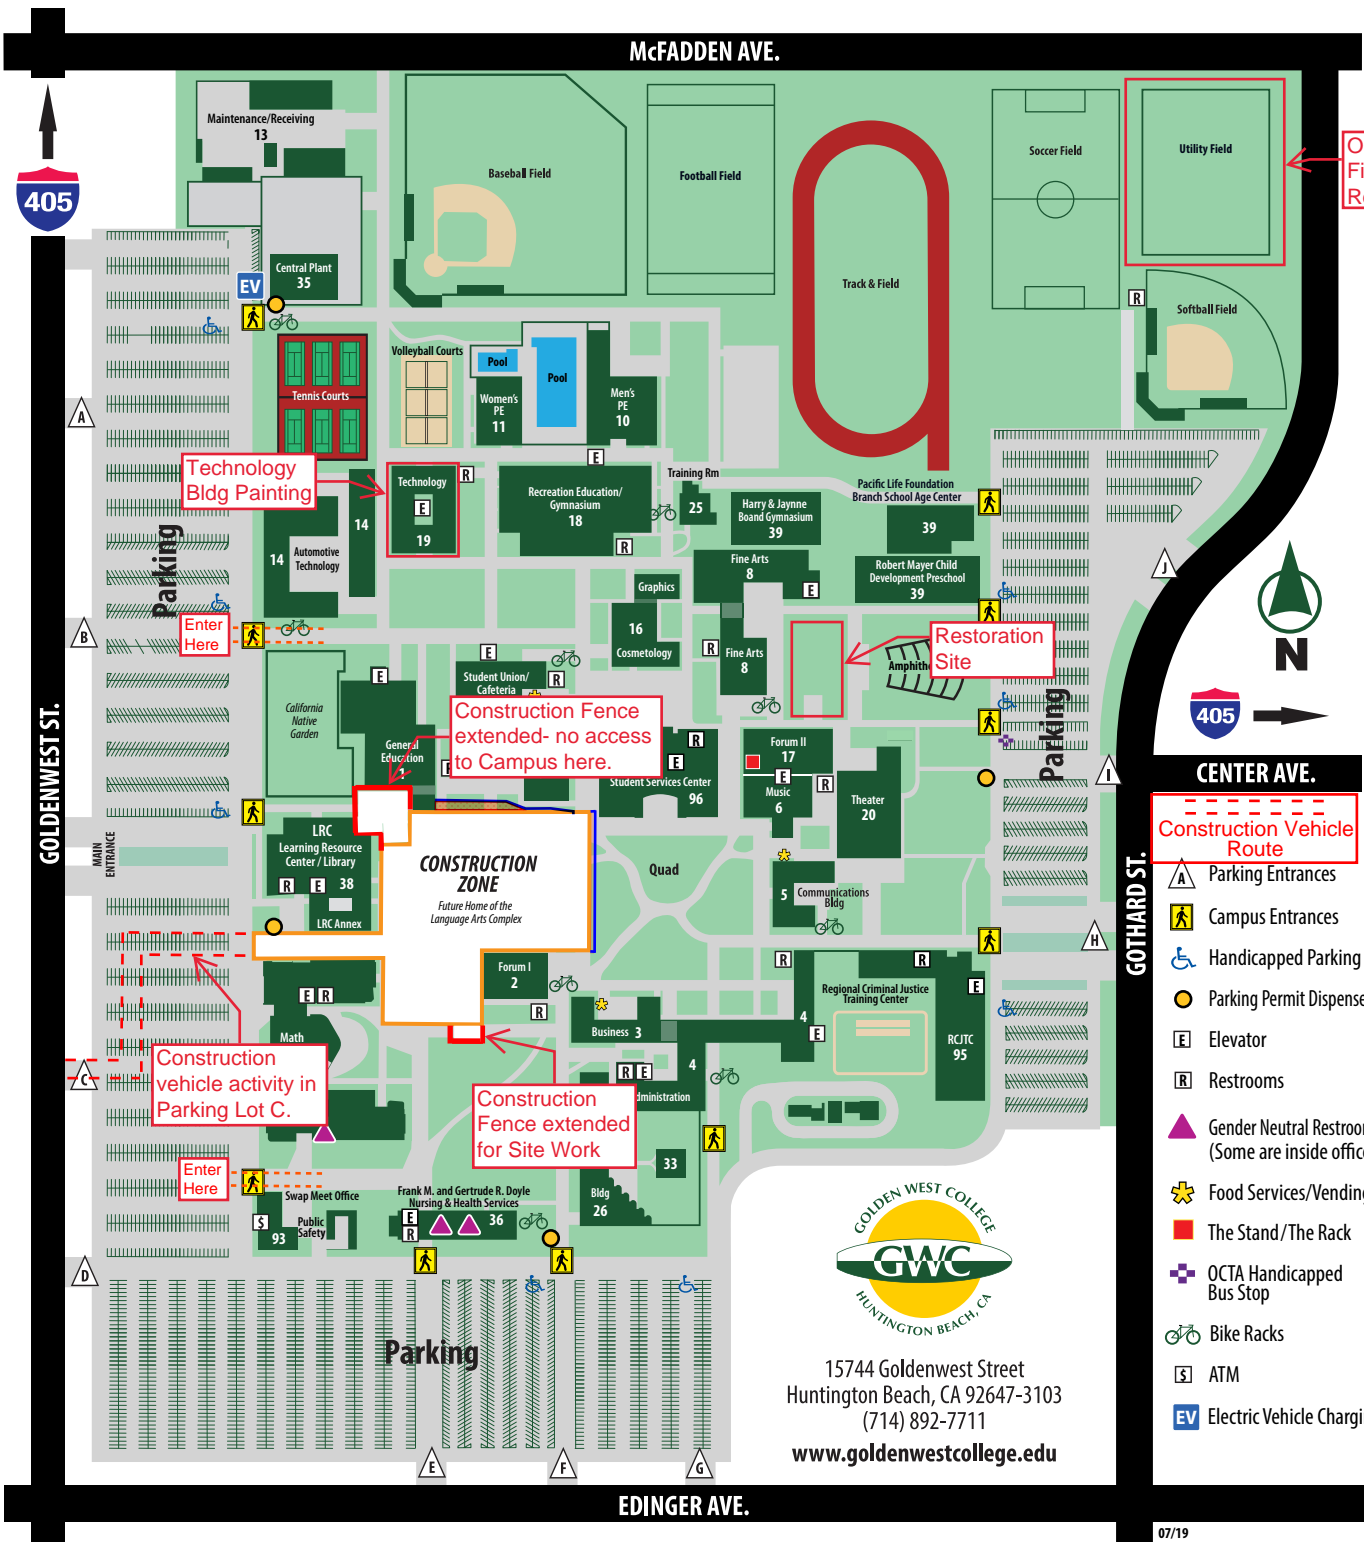 McFADDEN AVE.
Maintenance/Receiving
13
405
Baseball Field
Football Field
Soccer Field
Utility Field
Track & Field
Softball Field
R
Central Plant
35
EV
Volleyball Courts
Pool
Pool
Women's
PE
11
Men's
PE
10
Tennis Courts
A
Technology
Bldg Painting
Technology
E
19
R
E
Recreation Education/
Gymnasium
18
R
Training Rm
25
Harry & Jaynne
Boand Gymnasium
39
Pacific Life Foundation
Branch School Age Center
39
Robert Mayer Child
Development Preschool
39
14
14
Automotive
Technology
Parking
Fine Arts
8
E
Graphics
16
Cosmetology
R
Fine Arts
8
J
N
405
B
Enter
Here
Restoration
Site
E
Student Union/
Cafeteria
R
E
California
Native
Garden
General
Education
Construction Fence
extended- no access
to Campus here.
R
E
Student Services Center
96
Forum II
17
E
Music
6
R
Theater
20
Parking
I
CENTER AVE.
GOLDENWEST ST.
MAIN
ENTRANCE
LRC
Learning Resource
Center / Library
R
E
38
LRC Annex
CONSTRUCTION
ZONE
Future Home of the
Language Arts Complex
Quad
5
Communications
Bldg
GOTHARD ST.
H
Construction Vehicle
Route
A
Parking Entrances
Campus Entrances
Handicapped Parking
E
R
Math
Forum I
2
R
Business 3
R
E
4
4
E
R
R
E
Regional Criminal Justice
Training Center
RCJTC
95
C
Construction
vehicle activity in
Parking Lot C.
Construction
Fence extended
for Site Work
33
Bldg
26
E
Elevator
R
Restrooms
Enter
Here
Swap Meet Office
$
93
Public
Safety
Frank M. and Gertrude R. Doyle
Nursing & Health Services
E
R
36
D
Parking
E
F
G
GOLDEN WEST COLLEGE
GWC
HUNTINGTON BEACH, CA
15744 Goldenwest Street
Huntington Beach, CA 92647-3103
(714) 892-7711
www.goldenwestcollege.edu
Parking Permit
Gender Neutral
(Some are inside
Food Services/Vending
The Stand/The Rack
OCTA Handicapped
Bus Stop
Bike Racks
$
ATM
EV
Electric Vehicle
EDINGER AVE.
07/19